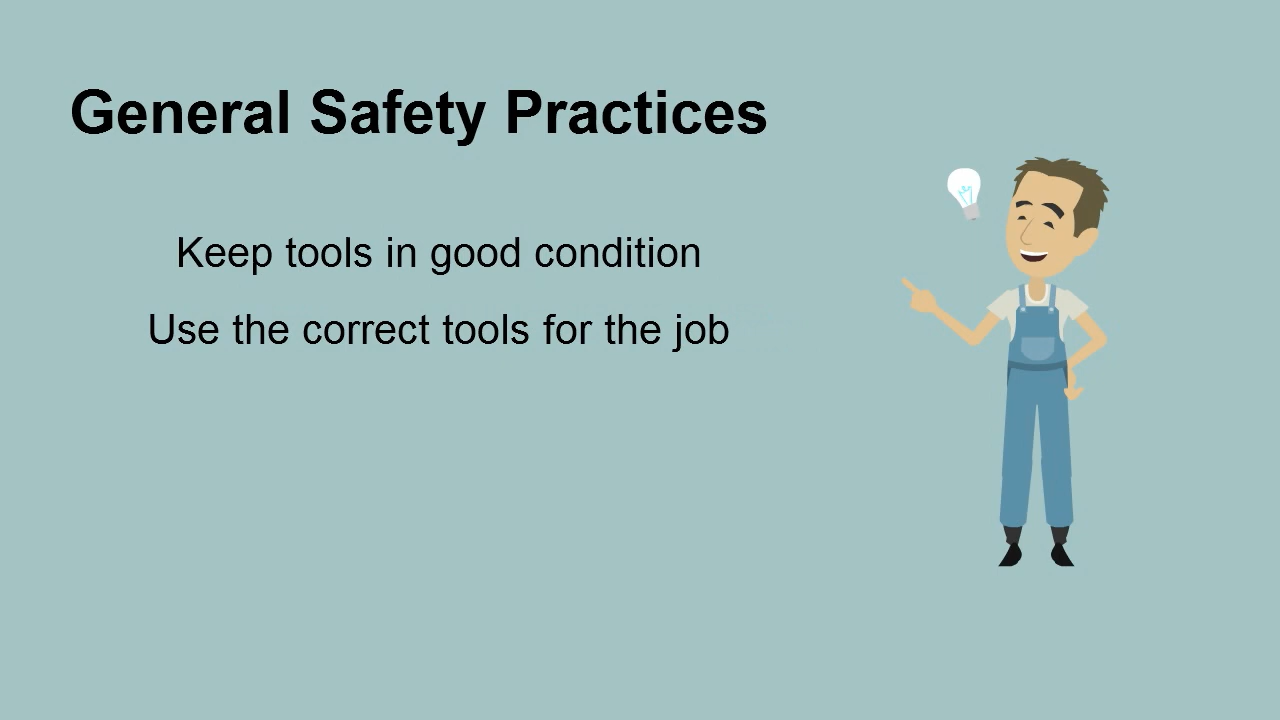 General Safety Practices
Keep tools in good condition
Use the correct tools for the job